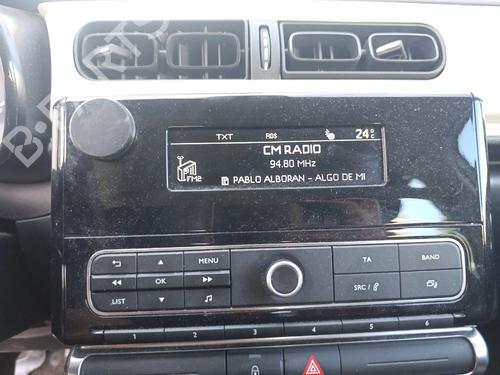 TXT RDS 24°C
CM RADIO
94.80 MHz
FM2
PABLO ALBORAN - ALGO DE MI
MENU
TA BAND
OK
LIST
SRC /
1 2 3 4 5 6